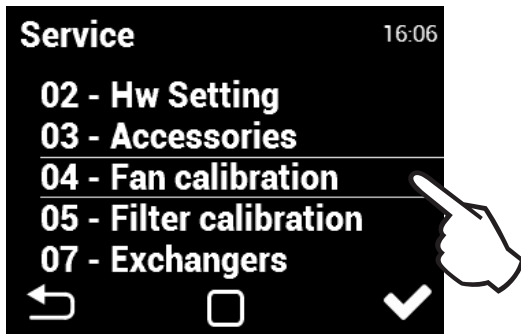 Service
16:06
02 - Hw Setting
03 - Accessories
04 - Fan calibration
05 - Filter calibration
07 - Exchangers